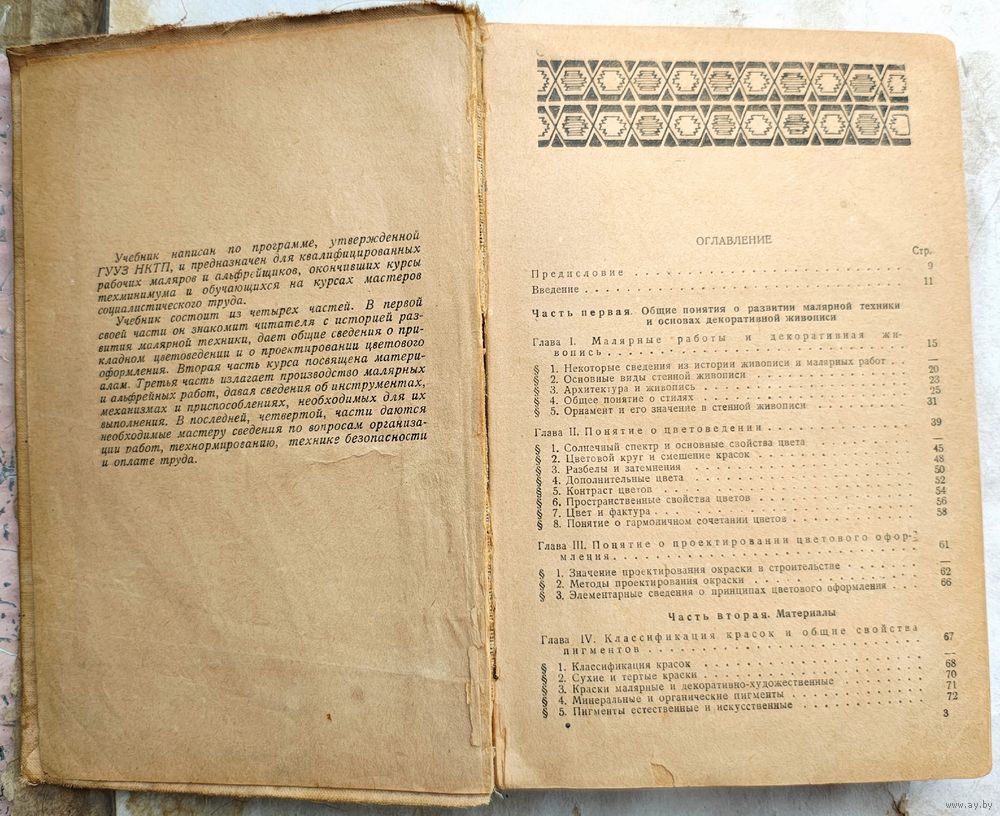 Учебник написан по программе, утвержденной
ГУУЗ НКТП, и предназначен для квалифицированных
рабочих маляров и альфрейщиков, окончивших курсы
техминимума и обучающихся на курсах мастеров
социалистического труда.
Учебник состоит из четырех частей. В первой
своей части он знакомит читателя с историей раз-
вития малярной техники, дает общие сведения о при-
кладном цветоведении и о проектировании цветового
оформления. Вторая часть курса посвящена матери-
алам. Третья часть излагает производство малярных
и альфрейных работ, давая сведения об инструментах,
механизмах и приспособлениях, необходимых для их
выполнения. В последней, четвертой, части даются
необходимые мастеру сведения по вопросам организа-
ции работ, технормированию, технике безопасности
и оплате труда.
ОГЛАВЛЕНИЕ
Стр.
Предисловие . . . 9
Введение . . . 11
Часть первая. Общие понятия о развитии малярной техники
и основах декоративной живописи
Глава I. Малярные работы и декоративная жи-
вопись . . . 15
§ 1. Некоторые сведения из истории живописи и малярных работ . —
§ 2. Основные виды стенной живописи . . . 20
§ 3. Архитектура и живопись . . . 23
§ 4. Общее понятие о стилях . . . 25
§ 5. Орнамент и его значение в стенной живописи . . . 31
Глава II. Понятие о цветоведении . . . 39
§ 1. Солнечный спектр и основные свойства цвета . . . —
§ 2. Цветовой круг и смешение красок . . . 45
§ 3. Разбелы и затемнения . . . 48
§ 4. Дополнительные цвета . . . 50
§ 5. Контраст цветов . . . 52
§ 6. Пространственные свойства цветов . . . 54
§ 7. Цвет и фактура . . . 56
§ 8. Понятие о гармоничном сочетании цветов . . . 58
Глава III. Понятие о проектировании цветового офор-
мления . . . 61
§ 1. Значение проектирования окраски в строительстве . . . —
§ 2. Методы проектирования окраски . . . 62
§ 3. Элементарные сведения о принципах цветового оформления . . . 66
Часть вторая. Материалы
Глава IV. Классификация красок и общие свойства
пигментов . . . 67
§ 1. Классификация красок . . . —
§ 2. Сухие и тертые краски . . . 68
§ 3. Краски малярные и декоративно-художественные . . . 70
§ 4. Минеральные и органические пигменты . . . 71
§ 5. Пигменты естественные и искусственные . . . 72
3
www.ay.by